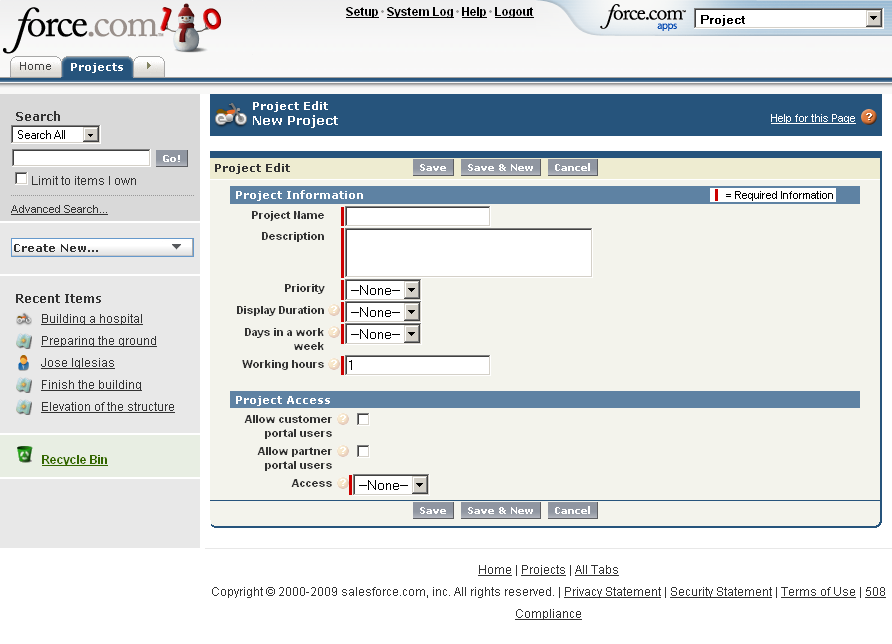 force.com 10
Setup · System Log · Help · Logout
force.com apps
Project
Home Projects
Search
Search All
Go!
Limit to items I own
Advanced Search...
Create New...
Recent Items
Building a hospital
Preparing the ground
Jose Iglesias
Finish the building
Elevation of the structure
Recycle Bin
Project Edit
New Project
Help for this Page ?
Project Edit Save Save & New Cancel
Project Information = Required Information
Project Name
Description
Priority --None--
Display Duration ? --None--
Days in a work
week ? --None--
Working hours ? 1
Project Access
Allow customer
portal users ?
Allow partner
portal users ?
Access ? --None--
Save Save & New Cancel
Home | Projects | All Tabs
Copyright © 2000-2009 salesforce.com, inc. All rights reserved. | Privacy Statement | Security Statement | Terms of Use | 508
Compliance